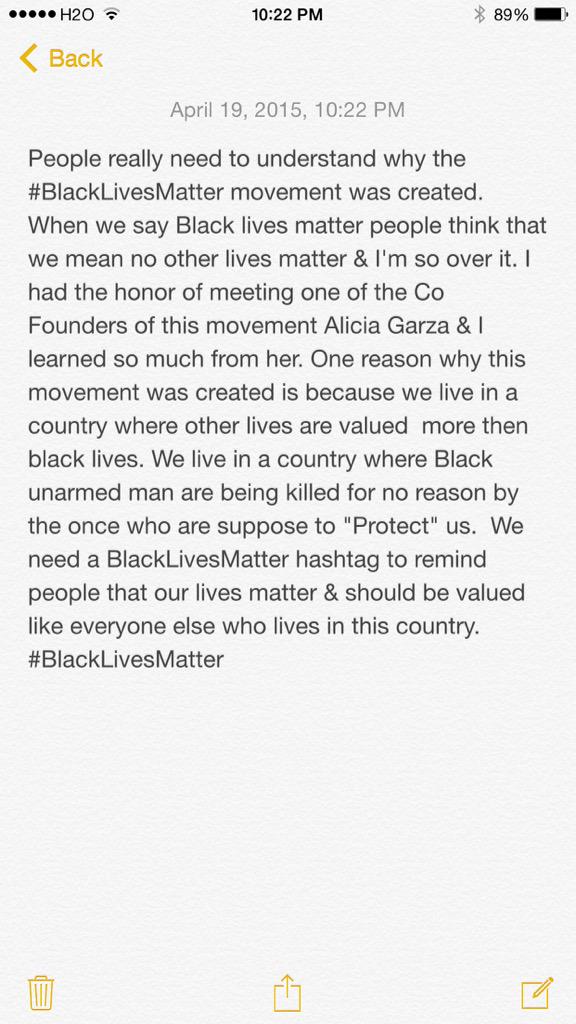 H2O 10:22 PM 89%
Back
April 19, 2015, 10:22 PM
People really need to understand why the
#BlackLivesMatter movement was created.
When we say Black lives matter people think that
we mean no other lives matter & I'm so over it. I
had the honor of meeting one of the Co
Founders of this movement Alicia Garza & I
learned so much from her. One reason why this
movement was created is because we live in a
country where other lives are valued  more then
black lives. We live in a country where Black
unarmed man are being killed for no reason by
the once who are suppose to "Protect" us.  We
need a BlackLivesMatter hashtag to remind
people that our lives matter & should be valued
like everyone else who lives in this country.
#BlackLivesMatter